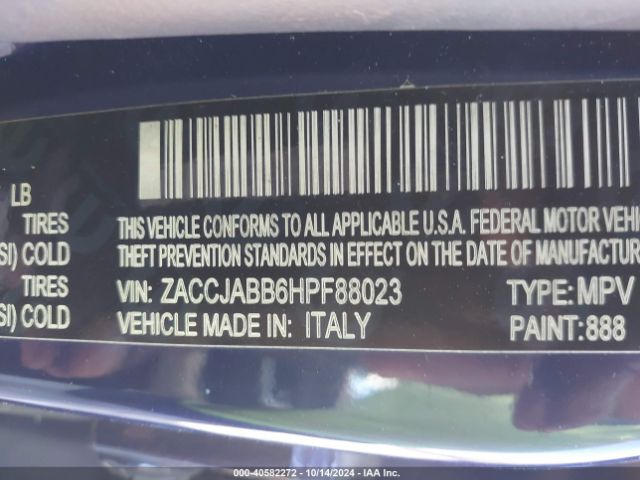 LB
TIRES
SI) COLD
TIRES
SI) COLD
THIS VEHICLE CONFORMS TO ALL APPLICABLE U.S.A. FEDERAL MOTOR VEHI
THEFT PREVENTION STANDARDS IN EFFECT ON THE DATE OF MANUFACTUR
VIN: ZACCJABB6HPF88023 TYPE: MPV
VEHICLE MADE IN: ITALY PAINT: 888
000-40582272 - 10/14/2024 - IAA Inc.